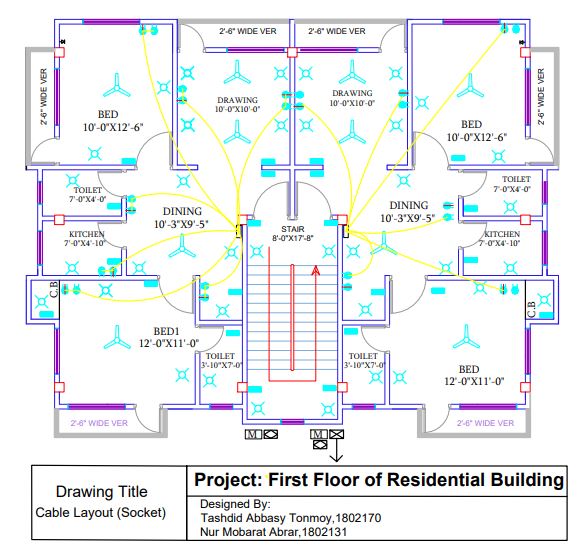 2'-6" WIDE VER
2'-6" WIDE VER
2'-6" WIDE VER
2'-6" WIDE VER
DRAWING
10'-0"X10'-0"
DRAWING
10'-0"X10'-0"
BED
10'-0"X12'-6"
BED
10'-0"X12'-6"
TOILET
7'-0"X4'-0"
TOILET
7'-0"X4'-0"
DINING
10'-3"X9'-5"
DINING
10'-3"X9'-5"
STAIR
8'-0"X17'-8"
KITCHEN
7'-0"X4'-10"
KITCHEN
7'-0"X4'-10"
C.B
C.B
BED1
12'-0"X11'-0"
TOILET
3'-10"X7'-0"
TOILET
3'-10"X7'-0"
BED
12'-0"X11'-0"
2'-6" WIDE VER
2'-6" WIDE VER
M
M
Drawing Title
Cable Layout (Socket)
Project: First Floor of Residential Building
Designed By:
Tashdid Abbasy Tonmoy,1802170
Nur Mobarat Abrar,1802131